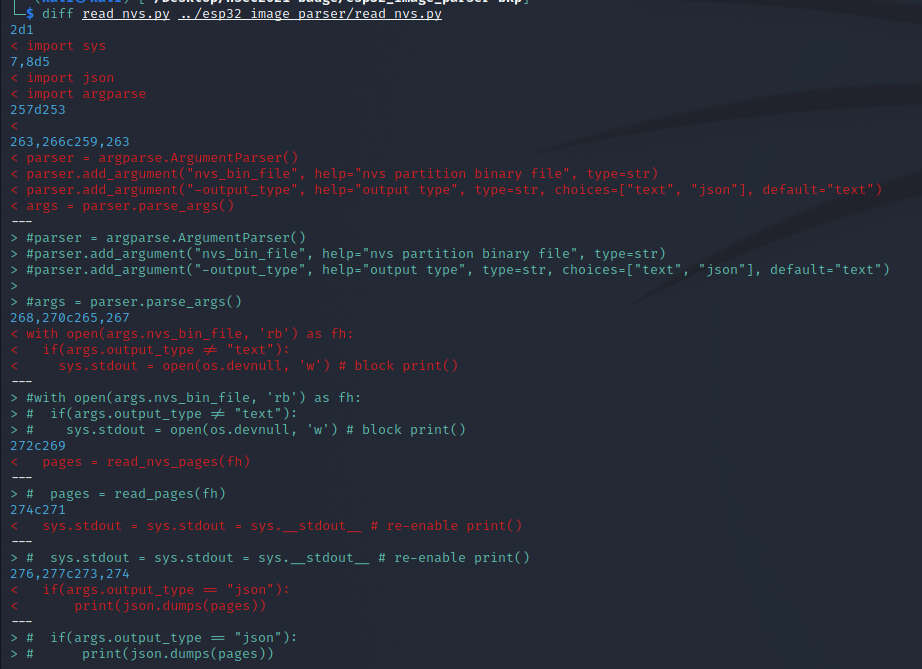 └─$ diff read_nvs.py ../esp32_image_parser/read_nvs.py
2d1
< import sys
7,8d5
< import json
< import argparse
257d253
<
263,266c259,263
< parser = argparse.ArgumentParser()
< parser.add_argument("nvs_bin_file", help="nvs partition binary file", type=str)
< parser.add_argument("-output_type", help="output type", type=str, choices=["text", "json"], default="text")
< args = parser.parse_args()
---
> #parser = argparse.ArgumentParser()
> #parser.add_argument("nvs_bin_file", help="nvs partition binary file", type=str)
> #parser.add_argument("-output_type", help="output type", type=str, choices=["text", "json"], default="text")
>
> #args = parser.parse_args()
268,270c265,267
< with open(args.nvs_bin_file, 'rb') as fh:
<   if(args.output_type != "text"):
<     sys.stdout = open(os.devnull, 'w') # block print()
---
> #with open(args.nvs_bin_file, 'rb') as fh:
> #  if(args.output_type != "text"):
> #    sys.stdout = open(os.devnull, 'w') # block print()
272c269
<   pages = read_nvs_pages(fh)
---
> #  pages = read_pages(fh)
274c271
<   sys.stdout = sys.stdout = sys.__stdout__ # re-enable print()
---
> #  sys.stdout = sys.stdout = sys.__stdout__ # re-enable print()
276,277c273,274
<   if(args.output_type == "json"):
<       print(json.dumps(pages))
---
> #  if(args.output_type == "json"):
> #      print(json.dumps(pages))